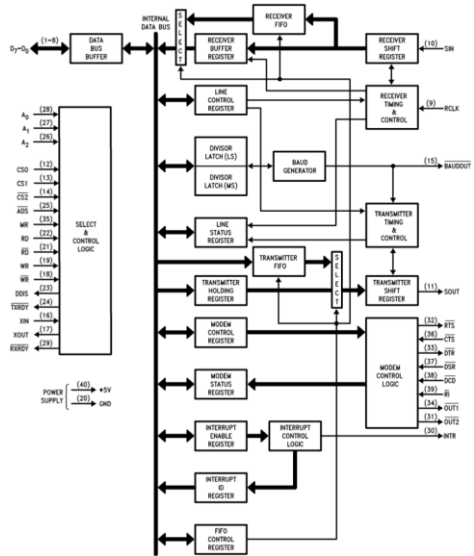 INTERNAL
DATA BUS
D7–D0
(1–8)
DATA
BUS
BUFFER
SELECT
RECEIVER
FIFO
RECEIVER
BUFFER
REGISTER
RECEIVER
SHIFT
REGISTER
(10)
SIN
LINE
CONTROL
REGISTER
RECEIVER
TIMING
&
CONTROL
(9)
RCLK
A0
(28)
A1
(27)
A2
(26)
CS0
(12)
CS1
(13)
CS2
(14)
ADS
(25)
MR
(35)
RD
(22)
RD
(21)
WR
(19)
WR
(18)
DDIS
(23)
TXRDY
(24)
XIN
(16)
XOUT
(17)
RXRDY
(29)
SELECT
&
CONTROL
LOGIC
DIVISOR
LATCH (LS)
DIVISOR
LATCH (MS)
BAUD
GENERATOR
(15)
BAUDOUT
LINE
STATUS
REGISTER
TRANSMITTER
TIMING
&
CONTROL
TRANSMITTER
FIFO
SELECT
TRANSMITTER
HOLDING
REGISTER
TRANSMITTER
SHIFT
REGISTER
(11)
SOUT
MODEM
CONTROL
REGISTER
MODEM
CONTROL
LOGIC
(32)
RTS
(36)
CTS
(33)
DTR
(37)
DSR
(38)
DCD
(39)
RI
(34)
OUT1
(31)
OUT2
(30)
INTR
MODEM
STATUS
REGISTER
POWER
SUPPLY
(40)
+5V
(20)
GND
INTERRUPT
ENABLE
REGISTER
INTERRUPT
CONTROL
LOGIC
INTERRUPT
ID
REGISTER
FIFO
CONTROL
REGISTER